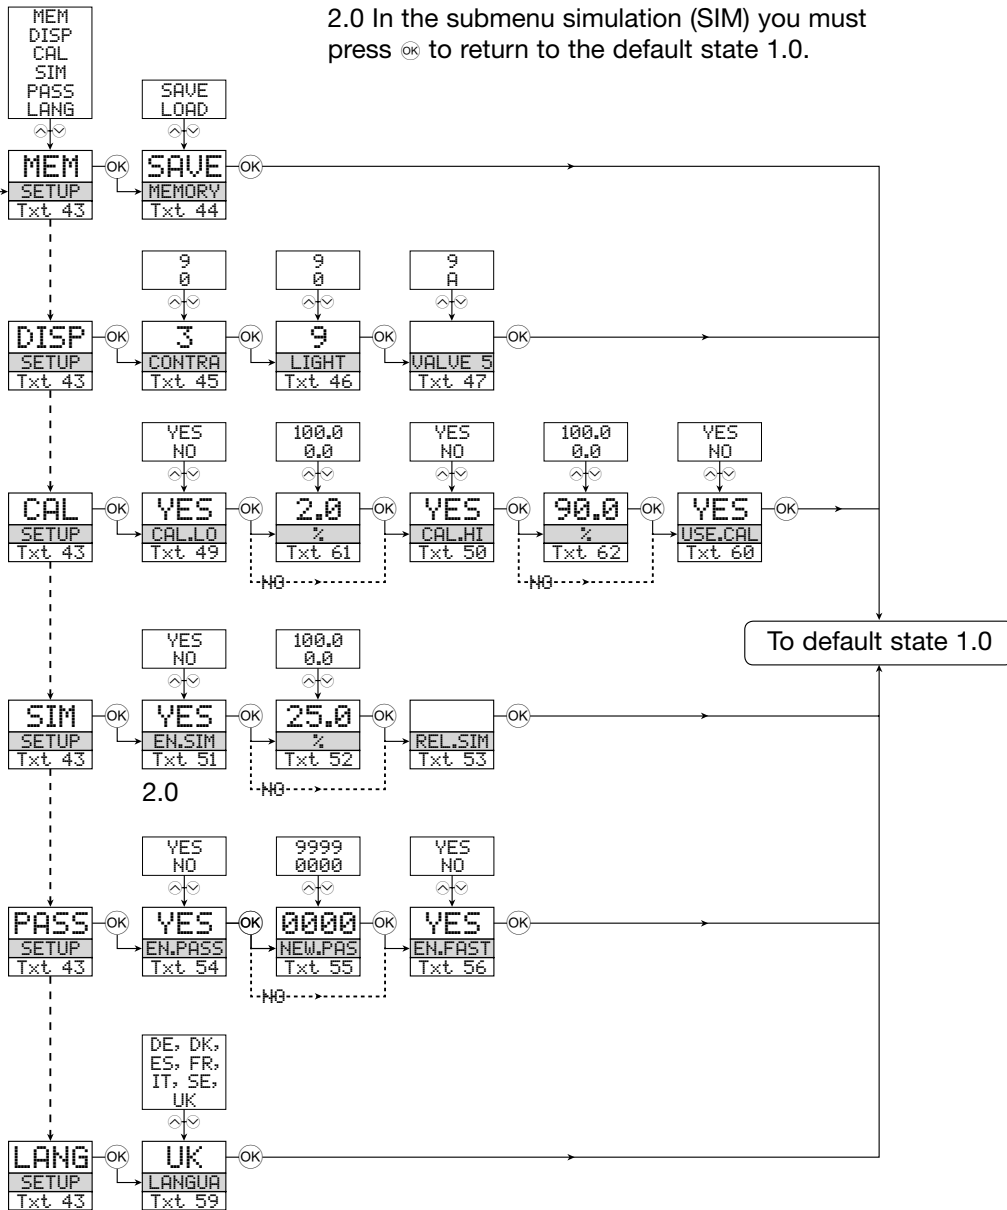 2.0 In the submenu simulation (SIM) you must
press OK to return to the default state 1.0.
MEM
DISP
CAL
SIM
PASS
LANG
SAVE
LOAD
MEM
SETUP
Txt 43
OK
SAVE
MEMORY
Txt 44
OK
9
0
9
0
9
A
DISP
SETUP
Txt 43
OK
3
CONTRA
Txt 45
OK
9
LIGHT
Txt 46
OK
VALVE 5
Txt 47
OK
YES
NO
100.0
0.0
YES
NO
100.0
0.0
YES
NO
CAL
SETUP
Txt 43
OK
YES
CAL.LO
Txt 49
OK
2.0
%
Txt 61
OK
YES
CAL.HI
Txt 50
OK
90.0
%
Txt 62
OK
YES
USE.CAL
Txt 60
OK
NO
NO
To default state 1.0
YES
NO
100.0
0.0
SIM
SETUP
Txt 43
OK
YES
EN.SIM
Txt 51
OK
25.0
%
Txt 52
OK
REL.SIM
Txt 53
OK
2.0
NO
YES
NO
9999
0000
YES
NO
PASS
SETUP
Txt 43
OK
YES
EN.PASS
Txt 54
OK
0000
NEW.PAS
Txt 55
OK
YES
EN.FAST
Txt 56
OK
NO
DE, DK,
ES, FR,
IT, SE,
UK
LANG
SETUP
Txt 43
OK
UK
LANGUA
Txt 59
OK